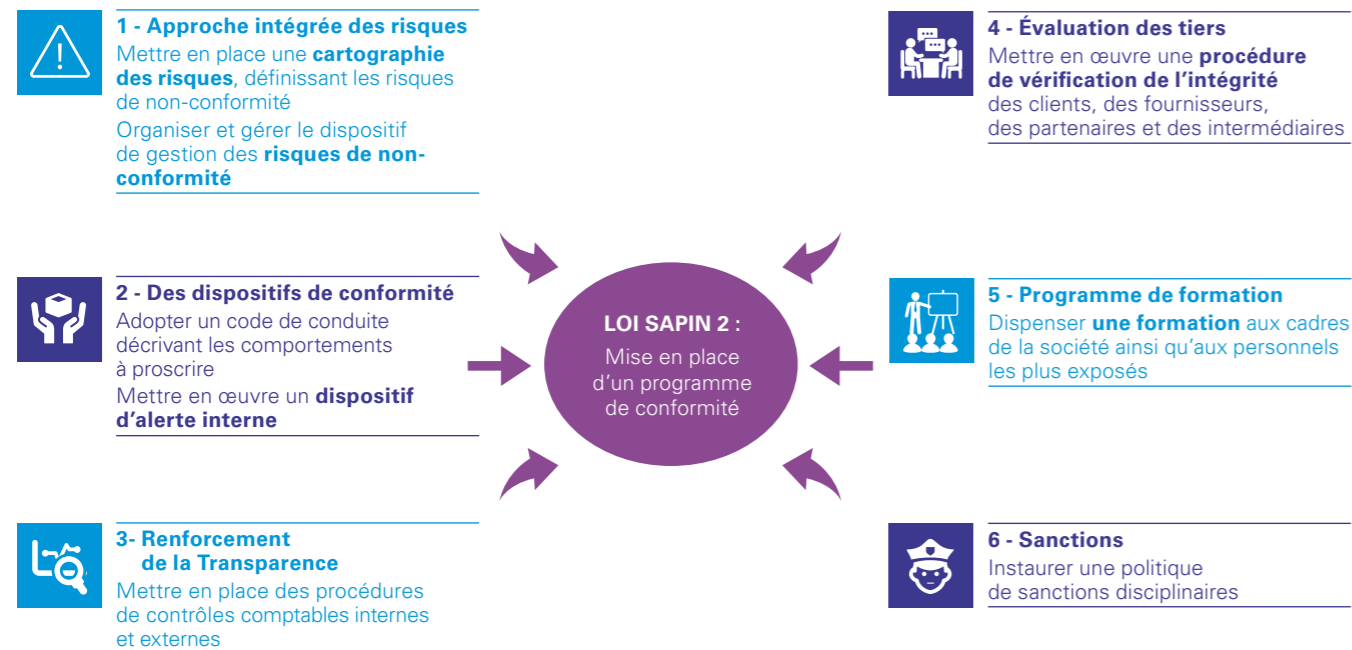 1 - Approche intégrée des risques
Mettre en place une cartographie
des risques, définissant les risques
de non-conformité
Organiser et gérer le dispositif
de gestion des risques de non-
conformité
2 - Des dispositifs de conformité
Adopter un code de conduite
décrivant les comportements
à proscrire
Mettre en œuvre un dispositif
d’alerte interne
3- Renforcement
de la Transparence
Mettre en place des procédures
de contrôles comptables internes
et externes
LOI SAPIN 2 :
Mise en place
d’un programme
de conformité
4 - Évaluation des tiers
Mettre en œuvre une procédure
de vérification de l’intégrité
des clients, des fournisseurs,
des partenaires et des intermédiaires
5 - Programme de formation
Dispenser une formation aux cadres
de la société ainsi qu’aux personnels
les plus exposés
6 - Sanctions
Instaurer une politique
de sanctions disciplinaires